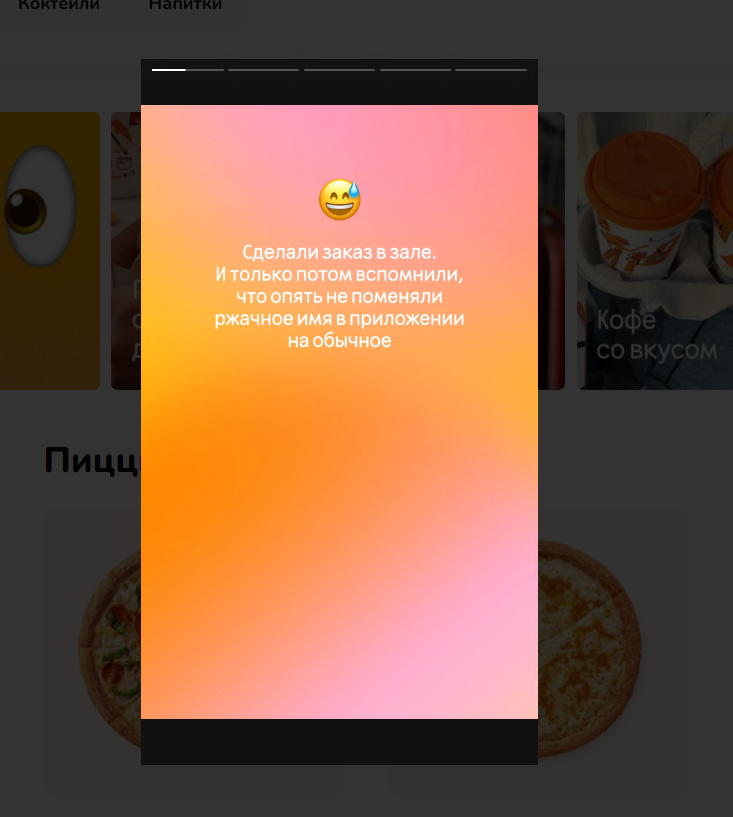 Коктейли
Напитки
Сделали заказ в зале.
И только потом вспомнили,
что опять не поменяли
ржачное имя в приложении
на обычное
Кофе
со вкусом